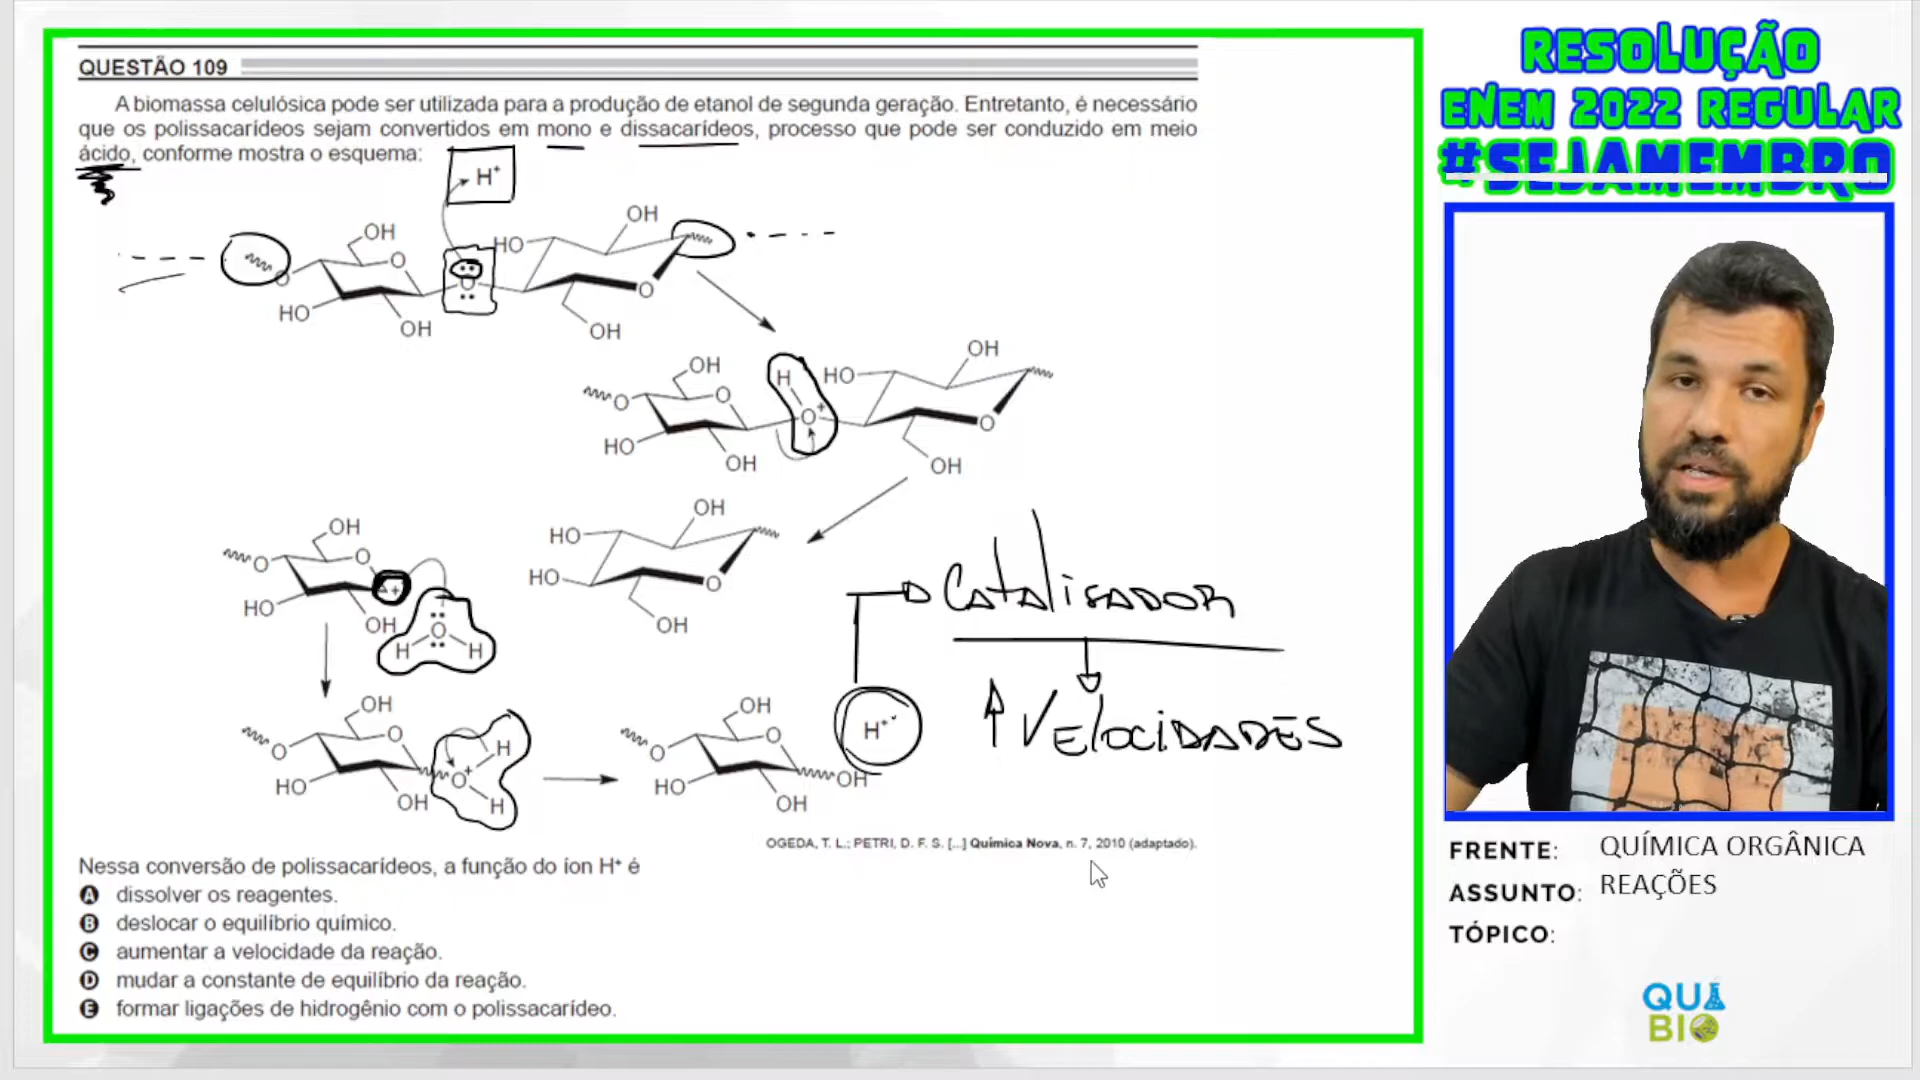 QUESTÃO 109
A biomassa celulósica pode ser utilizada para a produção de etanol de segunda geração. Entretanto, é necessário
que os polissacarídeos sejam convertidos em mono e dissacarídeos, processo que pode ser conduzido em meio
ácido, conforme mostra o esquema:
H⁺
OH
OH HO O O O
HO OH OH
OH
OH H HO
O O O⁺ O
HO OH OH
OH
HO
HO O
OH
OH
O O +
HO OH
H O H
Catalisador
H⁺
↑ Velocidades
OH
O O O⁺ H
HO OH H
OH
O O OH
HO OH
OGEDA, T. L.; PETRI, D. F. S. [...] Química Nova, n. 7, 2010 (adaptado).
Nessa conversão de polissacarídeos, a função do íon H⁺ é
A dissolver os reagentes.
B deslocar o equilíbrio químico.
C aumentar a velocidade da reação.
D mudar a constante de equilíbrio da reação.
E formar ligações de hidrogênio com o polissacarídeo.
RESOLUÇÃO
ENEM 2022 REGULAR
#SEJAMEMBRO
FRENTE: QUÍMICA ORGÂNICA
ASSUNTO: REAÇÕES
TÓPICO:
QUI
BIO